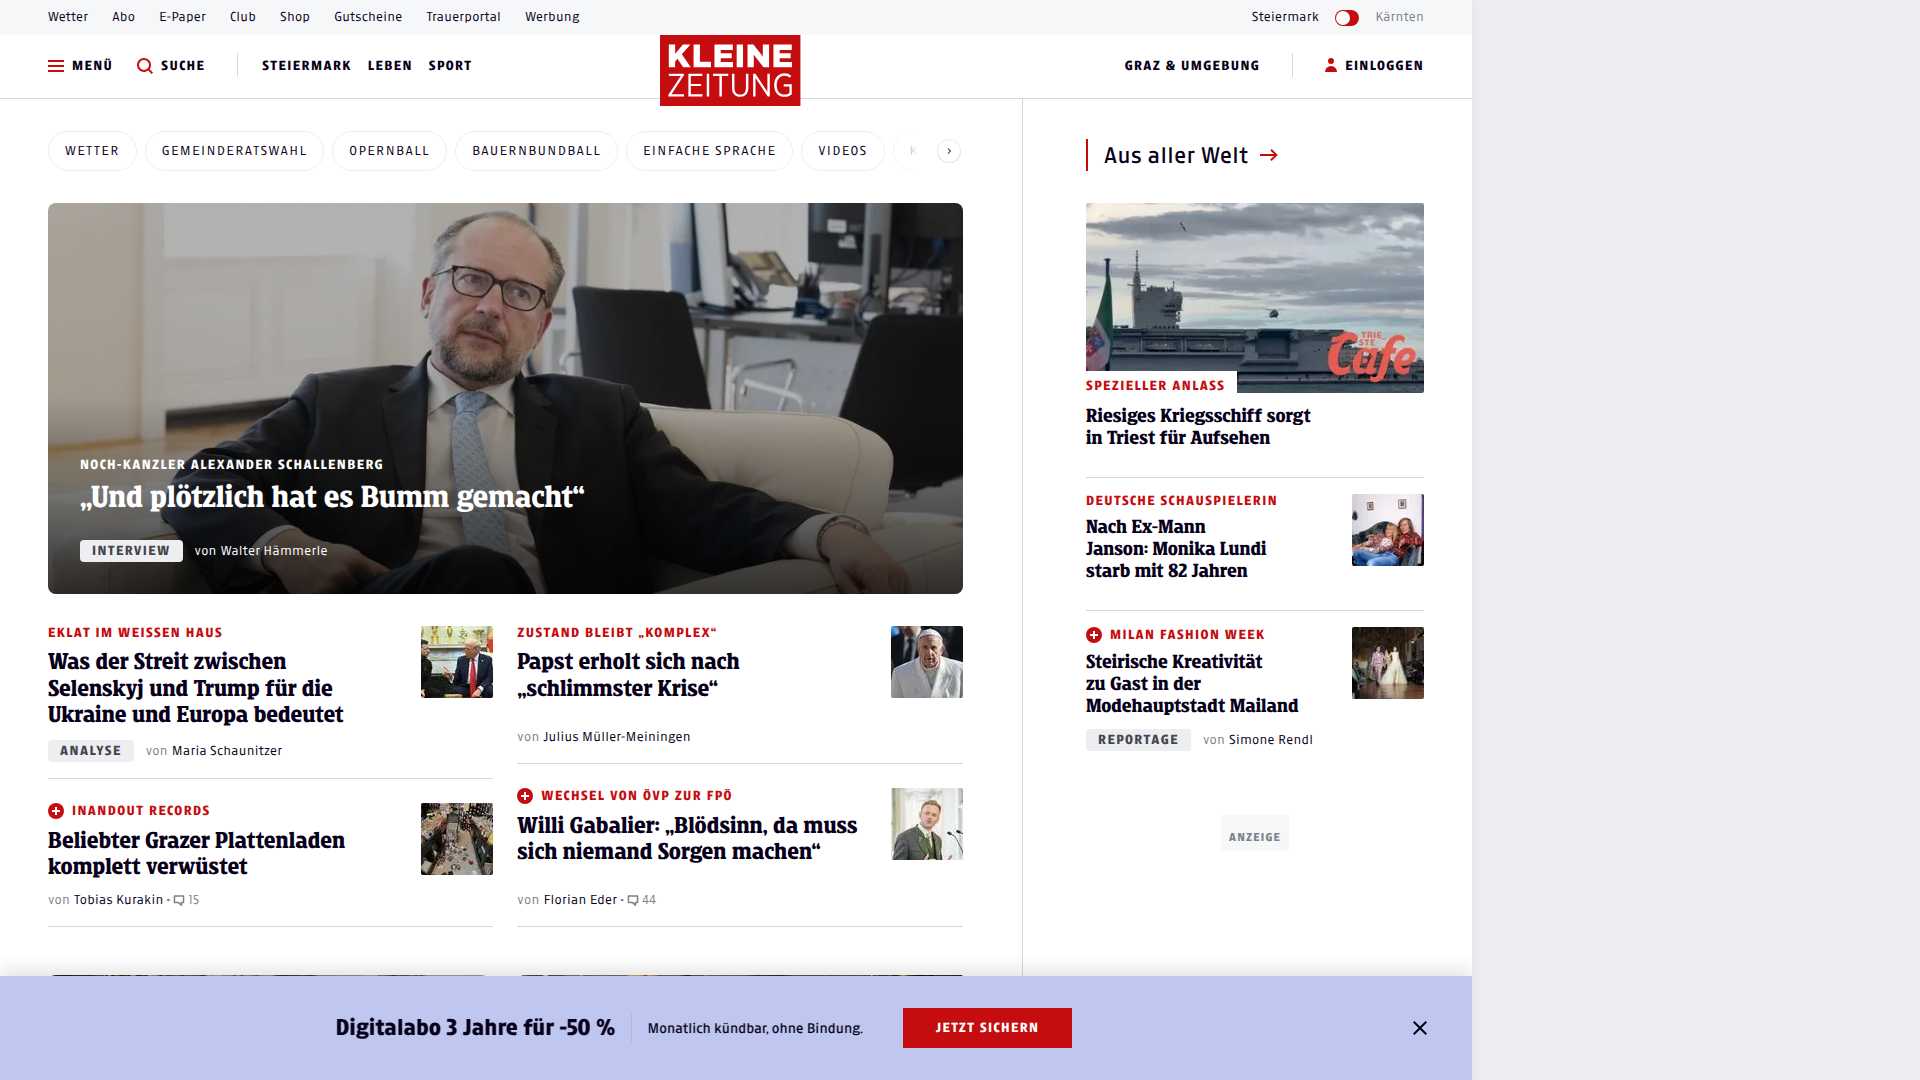 Wetter Abo E-Paper Club Shop Gutscheine Trauerportal Werbung Steiermark Kärnten
MENÜ SUCHE STEIERMARK LEBEN SPORT
KLEINE
ZEITUNG
GRAZ & UMGEBUNG EINLOGGEN
WETTER GEMEINDERATSWAHL OPERNBALL BAUERNBUNDBALL EINFACHE SPRACHE VIDEOS K
NOCH-KANZLER ALEXANDER SCHALLENBERG
„Und plötzlich hat es Bumm gemacht“
INTERVIEW von Walter Hämmerle
EKLAT IM WEISSEN HAUS
Was der Streit zwischen
Selenskyj und Trump für die
Ukraine und Europa bedeutet
ANALYSE von Maria Schaunitzer
INANDOUT RECORDS
Beliebter Grazer Plattenladen
komplett verwüstet
von Tobias Kurakin · 15
ZUSTAND BLEIBT „KOMPLEX“
Papst erholt sich nach
„schlimmster Krise“
von Julius Müller-Meiningen
WECHSEL VON ÖVP ZUR FPÖ
Willi Gabalier: „Blödsinn, da muss
sich niemand Sorgen machen“
von Florian Eder · 44
Aus aller Welt
TRIE
STE
Cafe
SPEZIELLER ANLASS
Riesiges Kriegsschiff sorgt
in Triest für Aufsehen
DEUTSCHE SCHAUSPIELERIN
Nach Ex-Mann
Janson: Monika Lundi
starb mit 82 Jahren
MILAN FASHION WEEK
Steirische Kreativität
zu Gast in der
Modehauptstadt Mailand
REPORTAGE von Simone Rendl
ANZEIGE
Digitalabo 3 Jahre für -50 % Monatlich kündbar, ohne Bindung. JETZT SICHERN